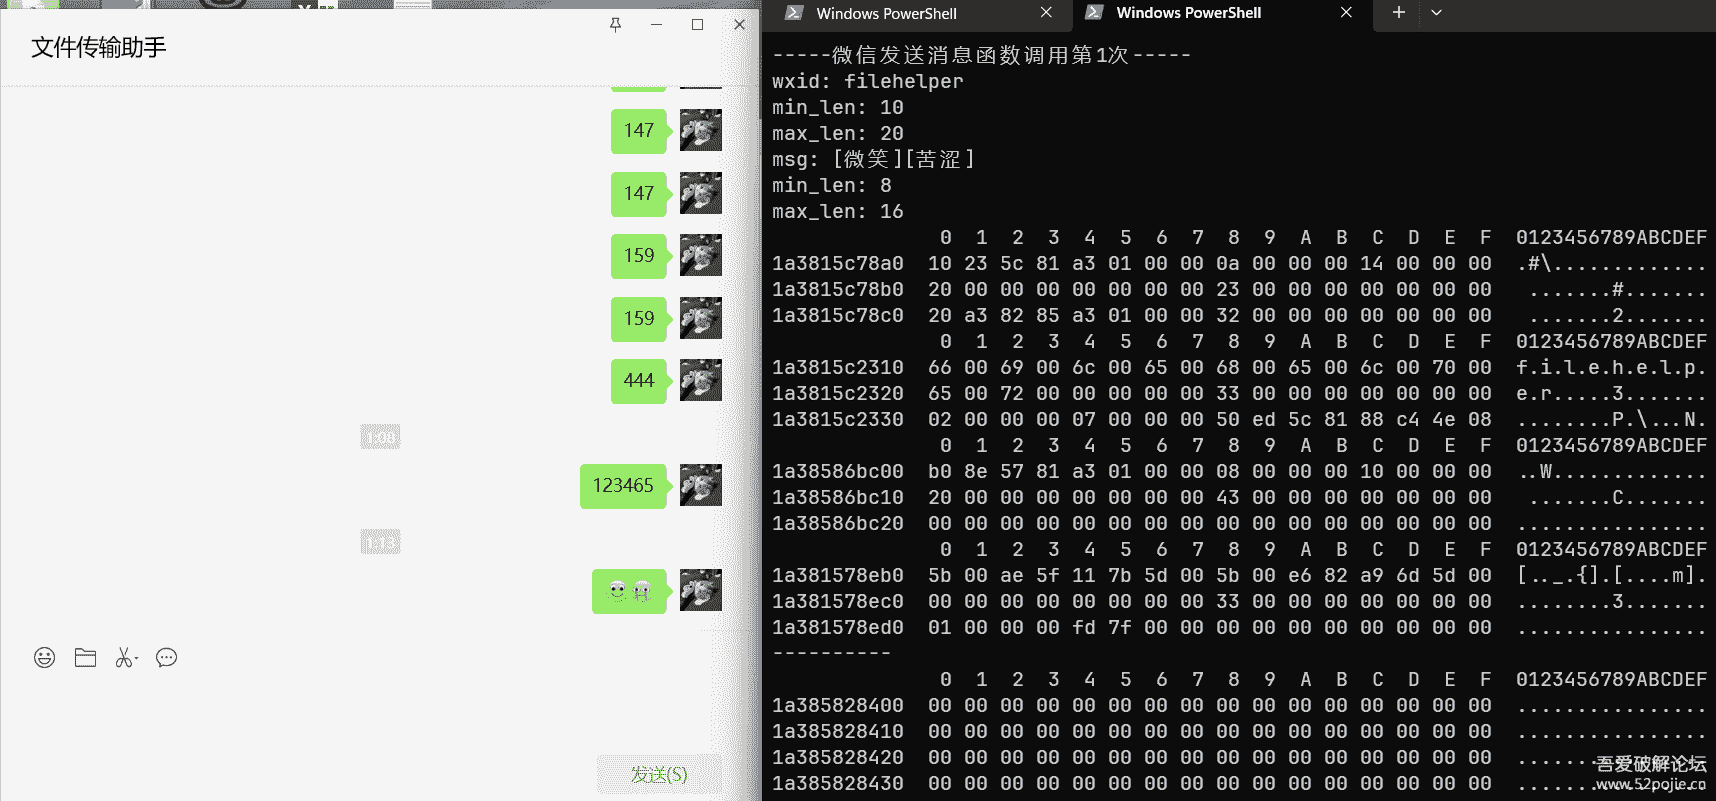 文件传输助手
147
147
159
159
444
1:08
123465
1:13
发送(S)
Windows PowerShell
Windows PowerShell
-----微信发送消息函数调用第1次-----
wxid: filehelper
min_len: 10
max_len: 20
msg: [微笑][苦涩]
min_len: 8
max_len: 16
0 1 2 3 4 5 6 7 8 9 A B C D E F 0123456789ABCDEF
1a3815c78a0 10 23 5c 81 a3 01 00 00 0a 00 00 00 14 00 00 00 .#\.............
1a3815c78b0 20 00 00 00 00 00 00 00 23 00 00 00 00 00 00 00 .......#.......
1a3815c78c0 20 a3 82 85 a3 01 00 00 32 00 00 00 00 00 00 00 .......2.......
0 1 2 3 4 5 6 7 8 9 A B C D E F 0123456789ABCDEF
1a3815c2310 66 00 69 00 6c 00 65 00 68 00 65 00 6c 00 70 00 f.i.l.e.h.e.l.p.
1a3815c2320 65 00 72 00 00 00 00 00 33 00 00 00 00 00 00 00 e.r.....3.......
1a3815c2330 02 00 00 00 07 00 00 00 50 ed 5c 81 88 c4 4e 08 ........P.\...N.
0 1 2 3 4 5 6 7 8 9 A B C D E F 0123456789ABCDEF
1a38586bc00 b0 8e 57 81 a3 01 00 00 08 00 00 00 10 00 00 00 ..W.............
1a38586bc10 20 00 00 00 00 00 00 00 43 00 00 00 00 00 00 00 .......C.......
1a38586bc20 00 00 00 00 00 00 00 00 00 00 00 00 00 00 00 00 ................
0 1 2 3 4 5 6 7 8 9 A B C D E F 0123456789ABCDEF
1a381578eb0 5b 00 ae 5f 11 7b 5d 00 5b 00 e6 82 a9 6d 5d 00 [.._.{].[....m].
1a381578ec0 00 00 00 00 00 00 00 00 33 00 00 00 00 00 00 00 ........3.......
1a381578ed0 01 00 00 00 fd 7f 00 00 00 00 00 00 00 00 00 00 ................
----------
0 1 2 3 4 5 6 7 8 9 A B C D E F 0123456789ABCDEF
1a385828400 00 00 00 00 00 00 00 00 00 00 00 00 00 00 00 00 ................
1a385828410 00 00 00 00 00 00 00 00 00 00 00 00 00 00 00 00 ................
1a385828420 00 00 00 00 00 00 00 00 00 00 00 00 00 00 00 00 ................
1a385828430 00 00 00 00 00 00 00 00 00 00 00 00 00 00 00 00 ................
吾爱破解论坛
www.52pojie.cn